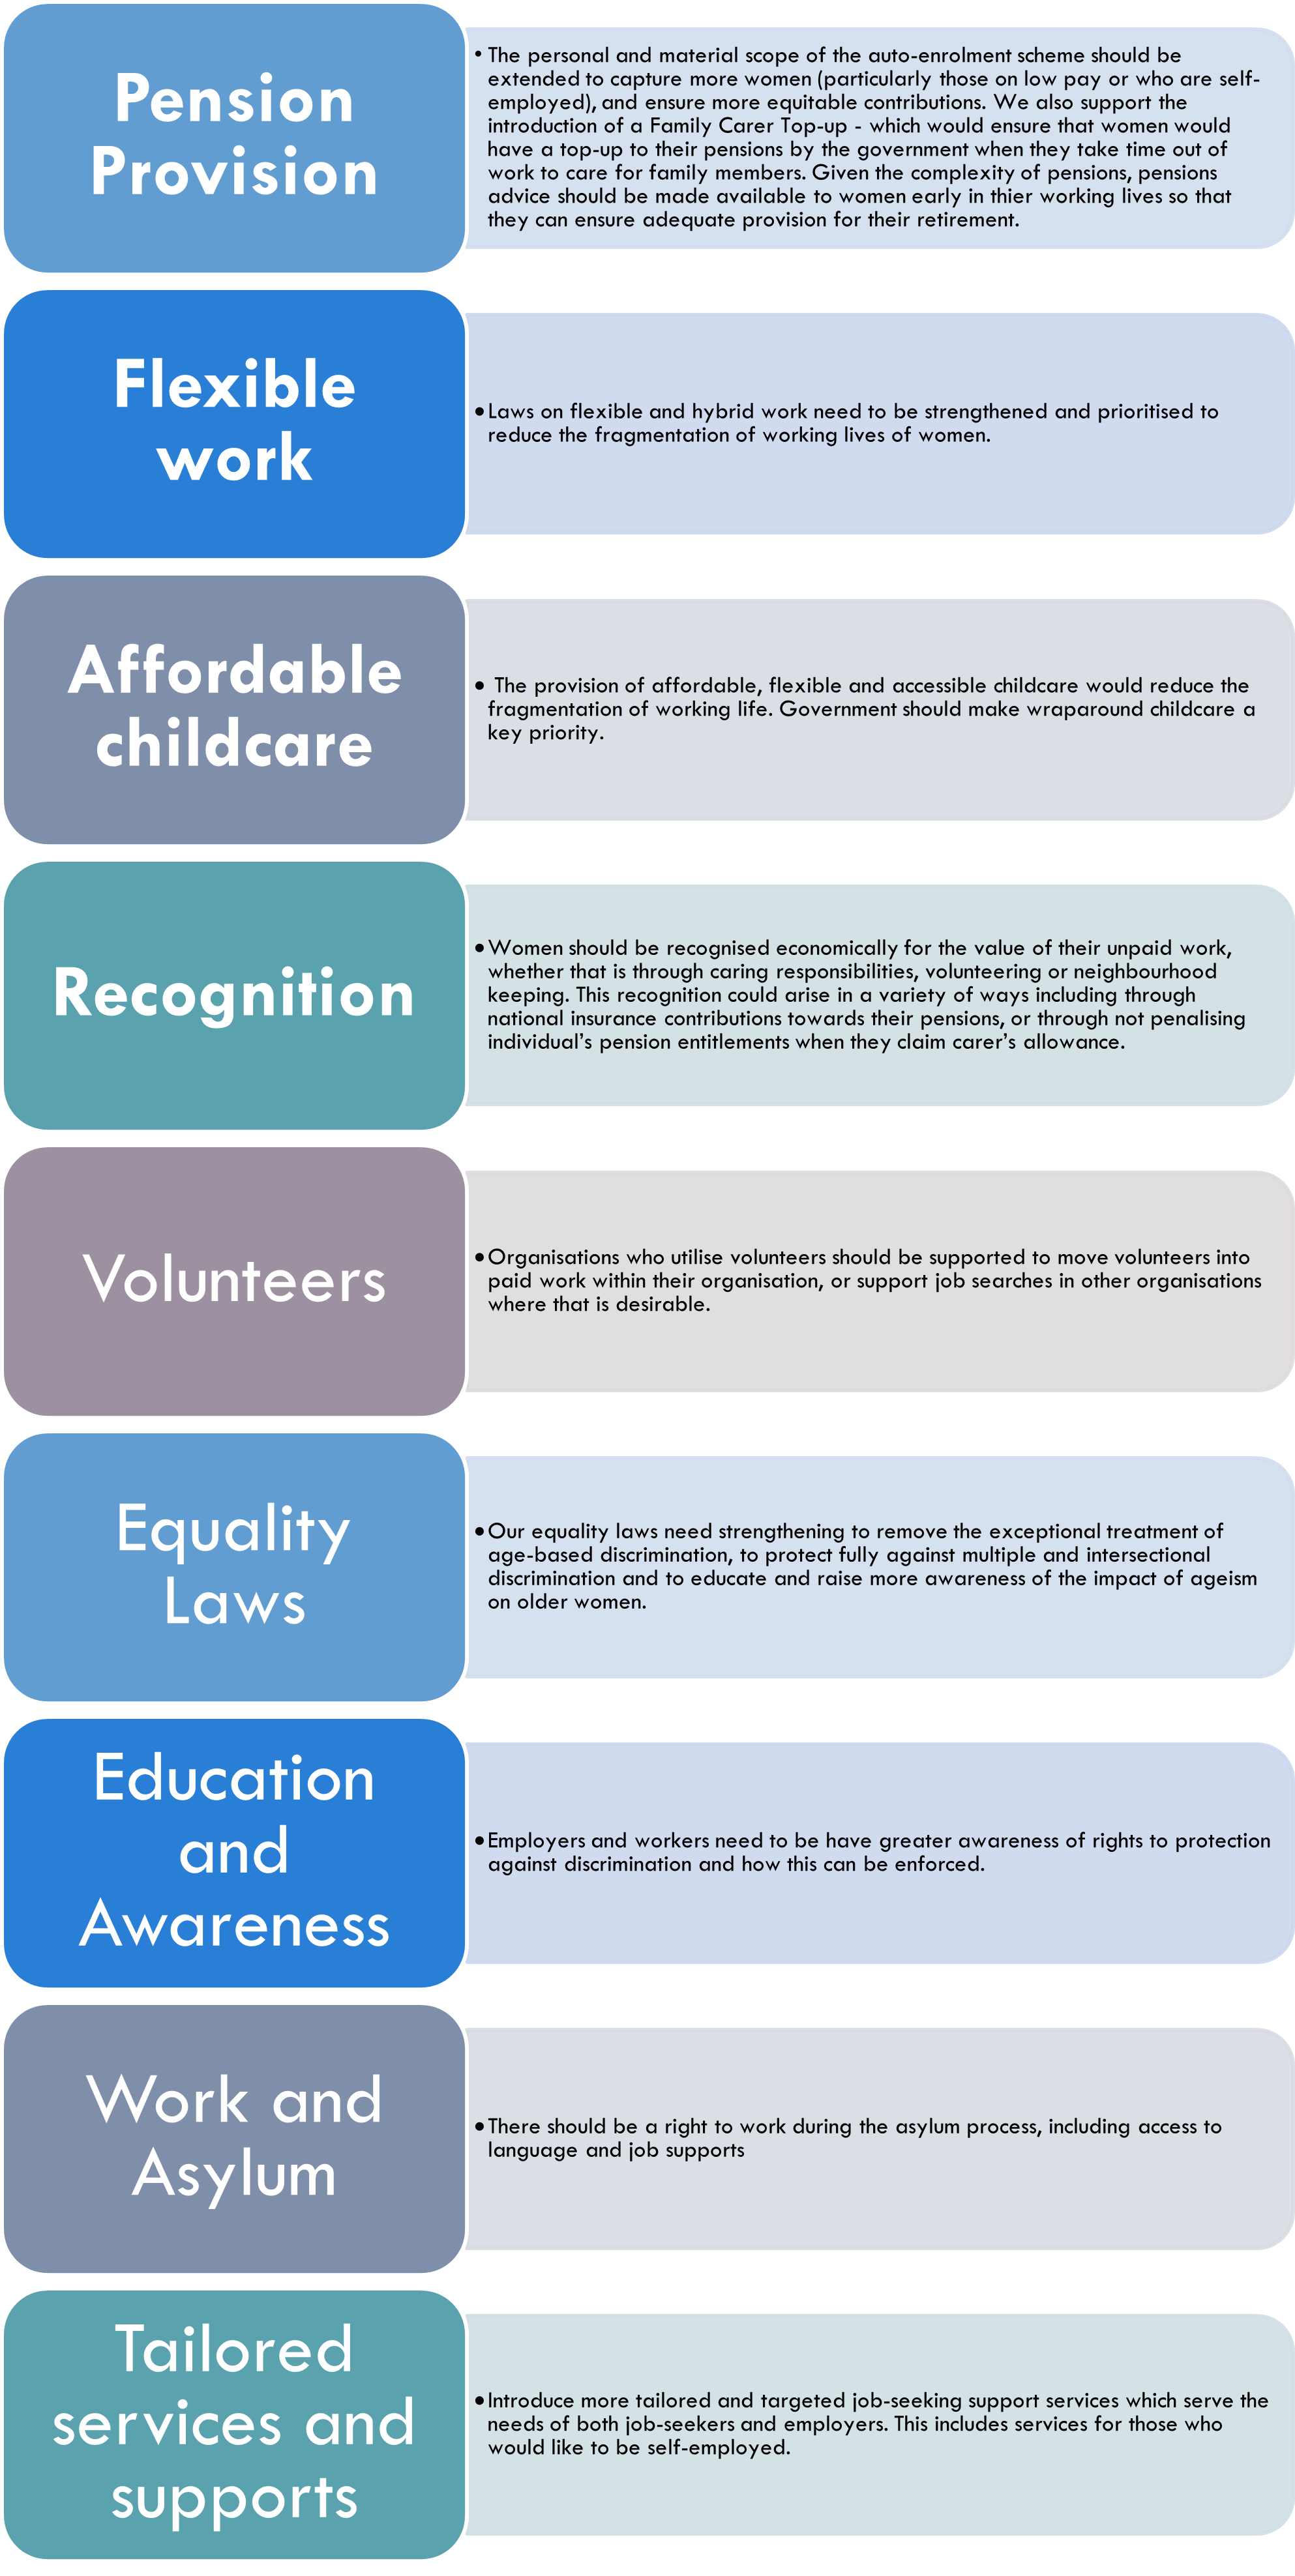 Pension
Provision
• The personal and material scope of the auto-enrolment scheme should be
extended to capture more women (particularly those on low pay or who are self-
employed), and ensure more equitable contributions. We also support the
introduction of a Family Carer Top-up - which would ensure that women would
have a top-up to their pensions by the government when they take time out of
work to care for family members. Given the complexity of pensions, pensions
advice should be made available to women early in thier working lives so that
they can ensure adequate provision for their retirement.
Flexible
work
•Laws on flexible and hybrid work need to be strengthened and prioritised to
reduce the fragmentation of working lives of women.
Affordable
childcare
• The provision of affordable, flexible and accessible childcare would reduce the
fragmentation of working life. Government should make wraparound childcare a
key priority.
Recognition
•Women should be recognised economically for the value of their unpaid work,
whether that is through caring responsibilities, volunteering or neighbourhood
keeping. This recognition could arise in a variety of ways including through
national insurance contributions towards their pensions, or through not penalising
individual’s pension entitlements when they claim carer’s allowance.
Volunteers
•Organisations who utilise volunteers should be supported to move volunteers into
paid work within their organisation, or support job searches in other organisations
where that is desirable.
Equality
Laws
•Our equality laws need strengthening to remove the exceptional treatment of
age-based discrimination, to protect fully against multiple and intersectional
discrimination and to educate and raise more awareness of the impact of ageism
on older women.
Education
and
Awareness
•Employers and workers need to be have greater awareness of rights to protection
against discrimination and how this can be enforced.
Work and
Asylum
•There should be a right to work during the asylum process, including access to
language and job supports
Tailored
services and
supports
•Introduce more tailored and targeted job-seeking support services which serve the
needs of both job-seekers and employers. This includes services for those who
would like to be self-employed.